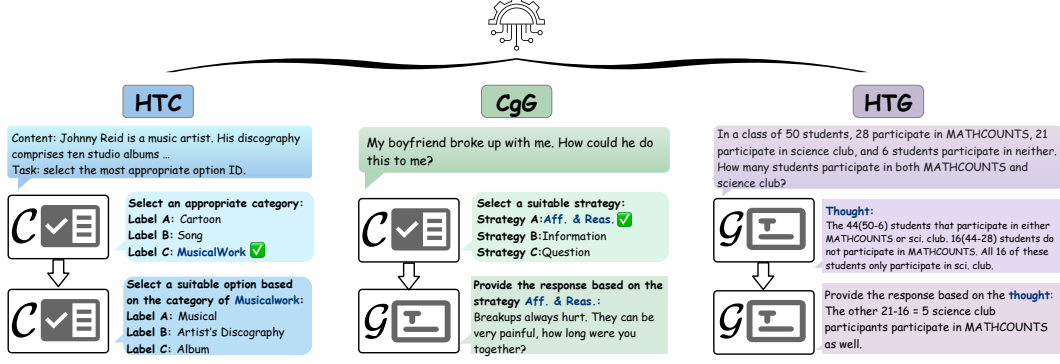 HTC
Content: Johnny Reid is a music artist. His discography
comprises ten studio albums ...
Task: select the most appropriate option ID.
C
Select an appropriate category:
Label A: Cartoon
Label B: Song
Label C: MusicalWork
C
Select a suitable option based
on the category of Musicalwork:
Label A: Musical
Label B: Artist's Discography
Label C: Album
CgG
My boyfriend broke up with me. How could he do
this to me?
C
Select a suitable strategy:
Strategy A:Aff. & Reas.
Strategy B:Information
Strategy C:Question
G
Provide the response based on the
strategy Aff. & Reas.:
Breakups always hurt. They can be
very painful, how long were you
together?
HTG
In a class of 50 students, 28 participate in MATHCOUNTS, 21
participate in science club, and 6 students participate in neither.
How many students participate in both MATHCOUNTS and
science club?
G
Thought:
The 44(50-6) students that participate in either
MATHCOUNTS or sci. club. 16(44-28) students do
not participate in MATHCOUNTS. All 16 of these
students only participate in sci. club.
G
Provide the response based on the thought:
The other 21-16 = 5 science club
participants participate in MATHCOUNTS
as well.